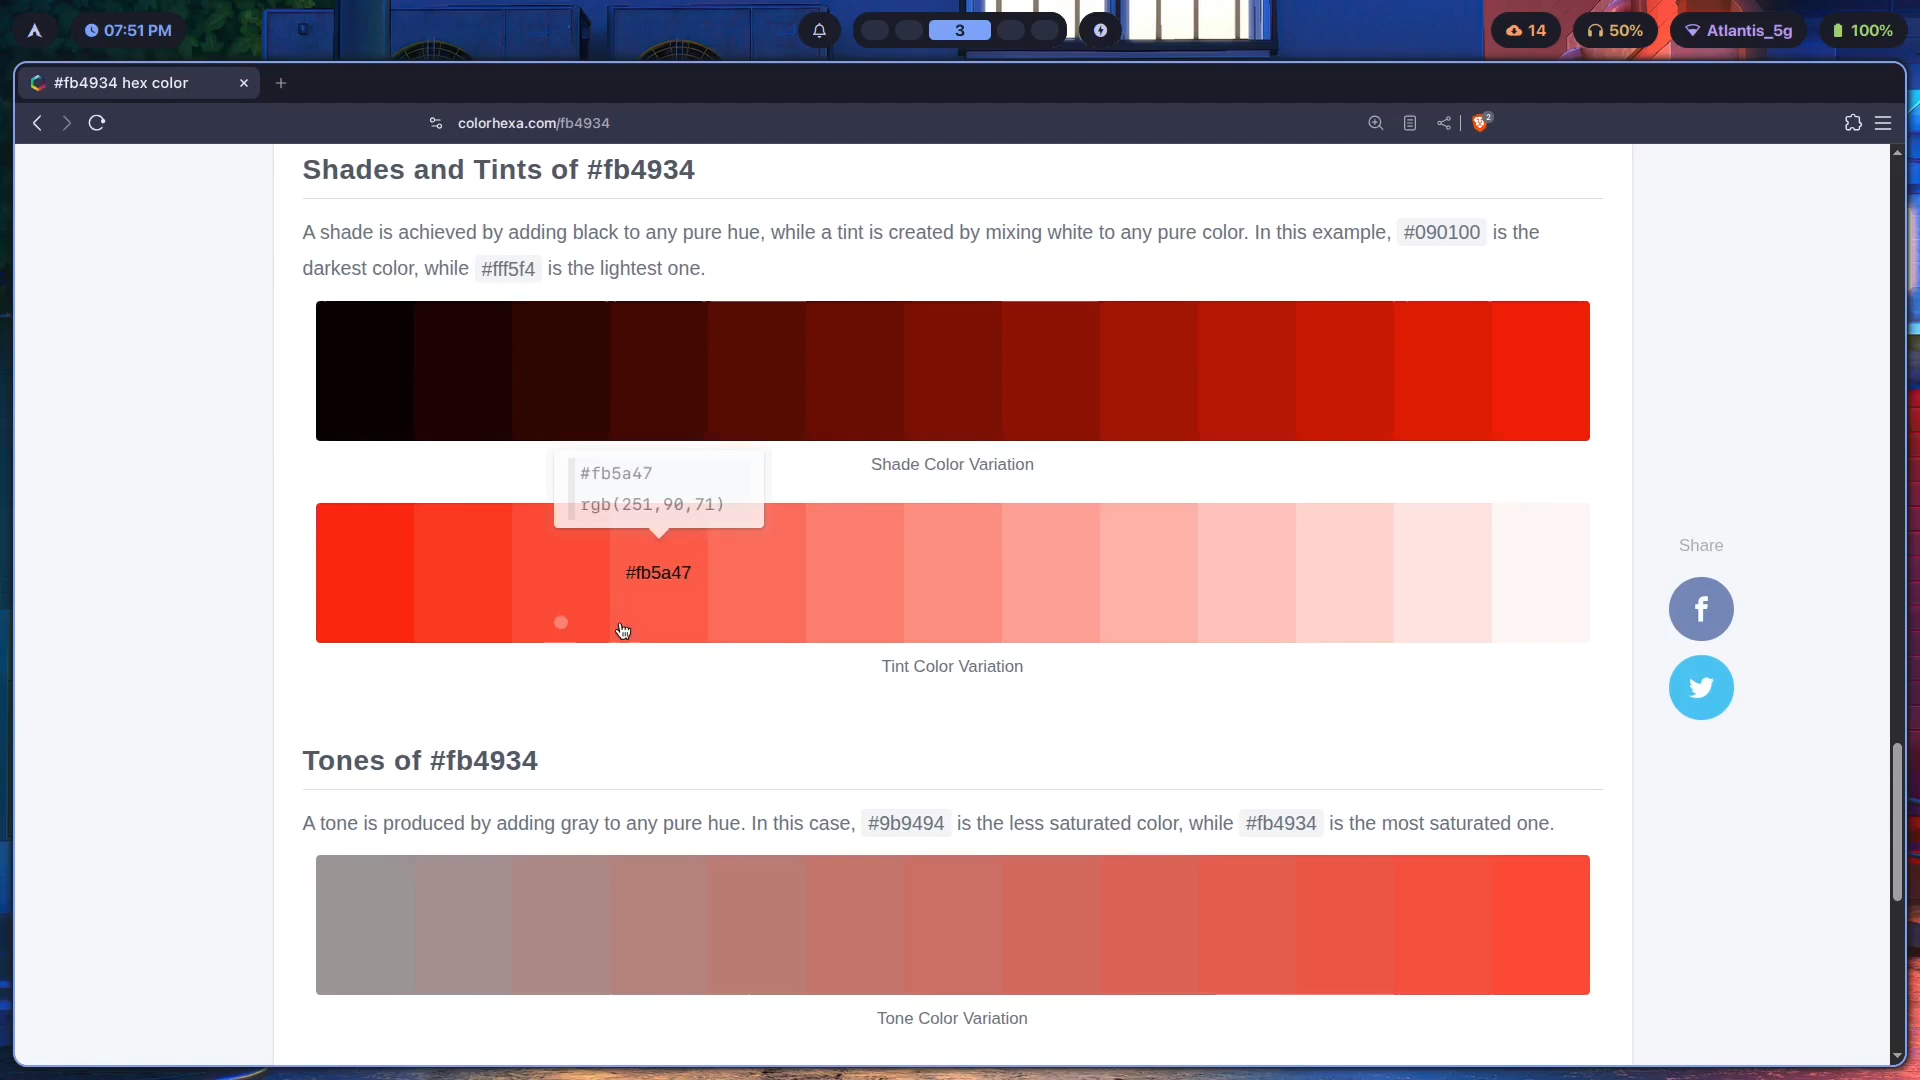 07:51 PM
3
14
50%
Atlantis_5g
100%
#fb4934 hex color
colorhexa.com/fb4934
2
Shades and Tints of #fb4934
A shade is achieved by adding black to any pure hue, while a tint is created by mixing white to any pure color. In this example, #090100 is the
darkest color, while #fff5f4 is the lightest one.
Shade Color Variation
#fb5a47
rgb(251,90,71)
#fb5a47
Tint Color Variation
Share
Tones of #fb4934
A tone is produced by adding gray to any pure hue. In this case, #9b9494 is the less saturated color, while #fb4934 is the most saturated one.
Tone Color Variation